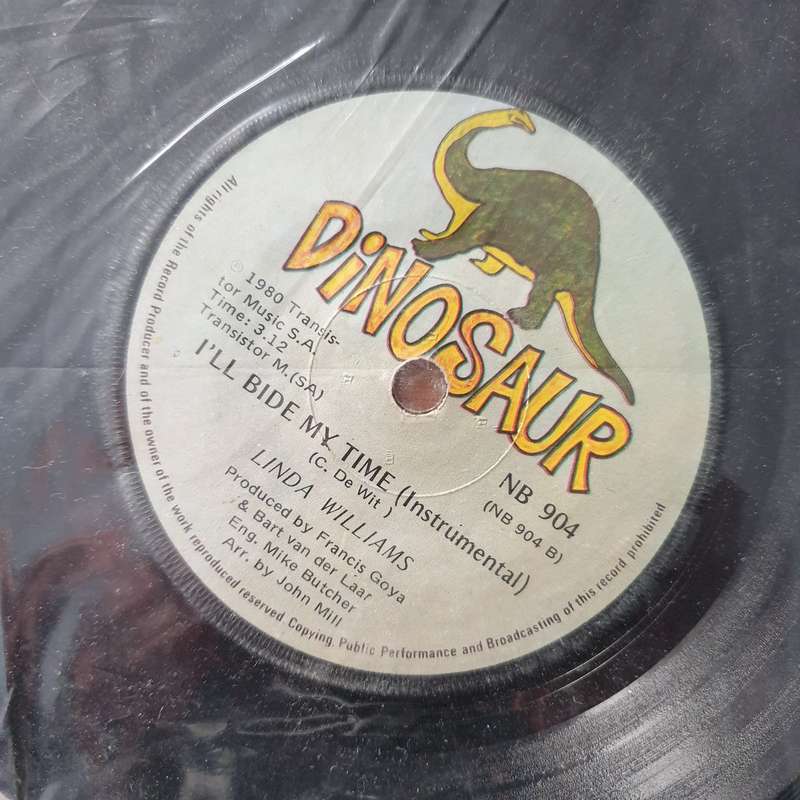 DiNOSAUR
℗ 1980 Transis-
tor Music S.A.
Time: 3.12
Transistor M.(SA)
NB 904
(NB 904 B)
I'LL BIDE MY TIME (Instrumental)
(C. De Wit )
LINDA WILLIAMS
Produced by Francis Goya
& Bart van der Laar
Eng. Mike Butcher
Arr. by John Mill
All rights of the Record Producer and of the owner of the work reproduced reserved Copying, Public Performance and Broadcasting of this record prohibited